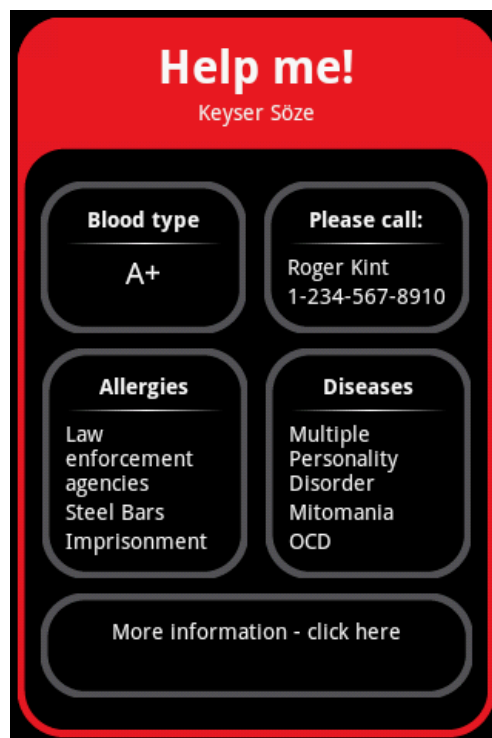 Help me!
Keyser Söze
Blood type
A+
Please call:
Roger Kint
1-234-567-8910
Allergies
Law
enforcement
agencies
Steel Bars
Imprisonment
Diseases
Multiple
Personality
Disorder
Mitomania
OCD
More information - click here